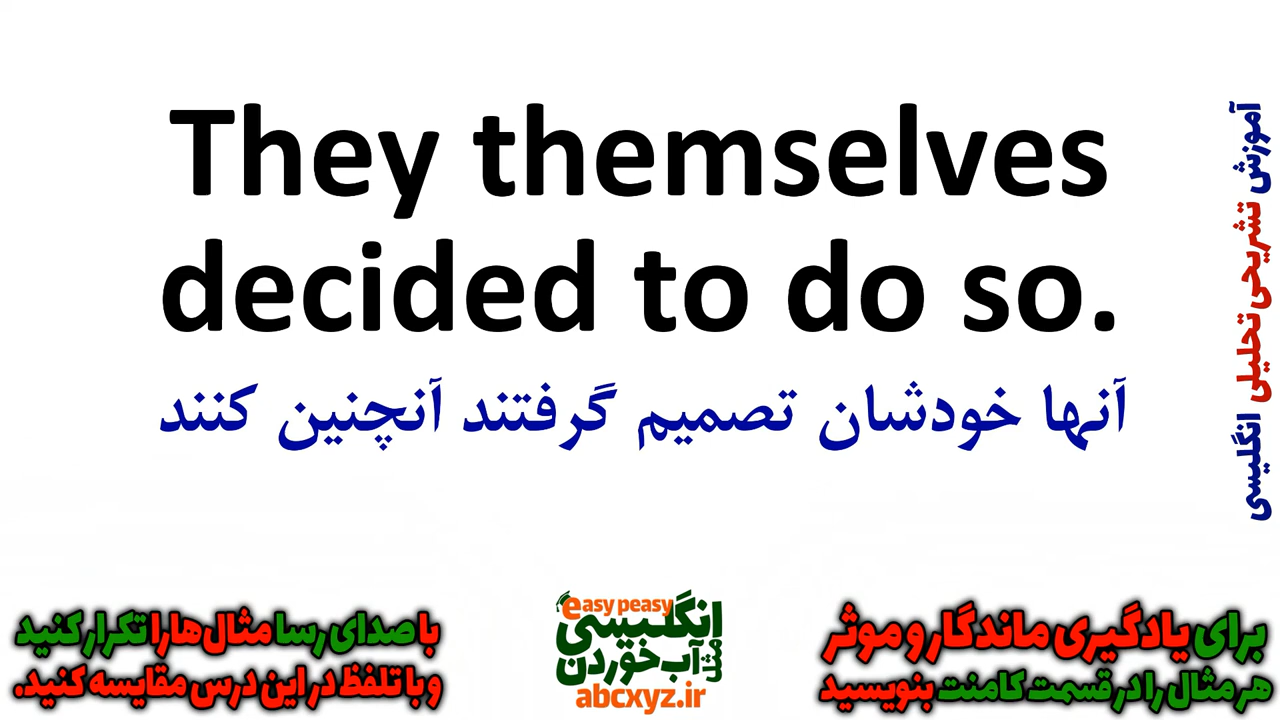 They themselves
decided to do so.
آنها خودشان تصمیم گرفتند آنچنین کنند
آموزش تشریحی تحلیلی انگلیسی
برای یادگیری ماندگار و موثر
هر مثال را در قسمت کامنت بنویسید
easy peasy
انگلیسی
مثل
آب خوردن
abcxyz.ir
با صدای رسا مثال‌ها را تکرار کنید
و با تلفظ در این درس مقایسه کنید.